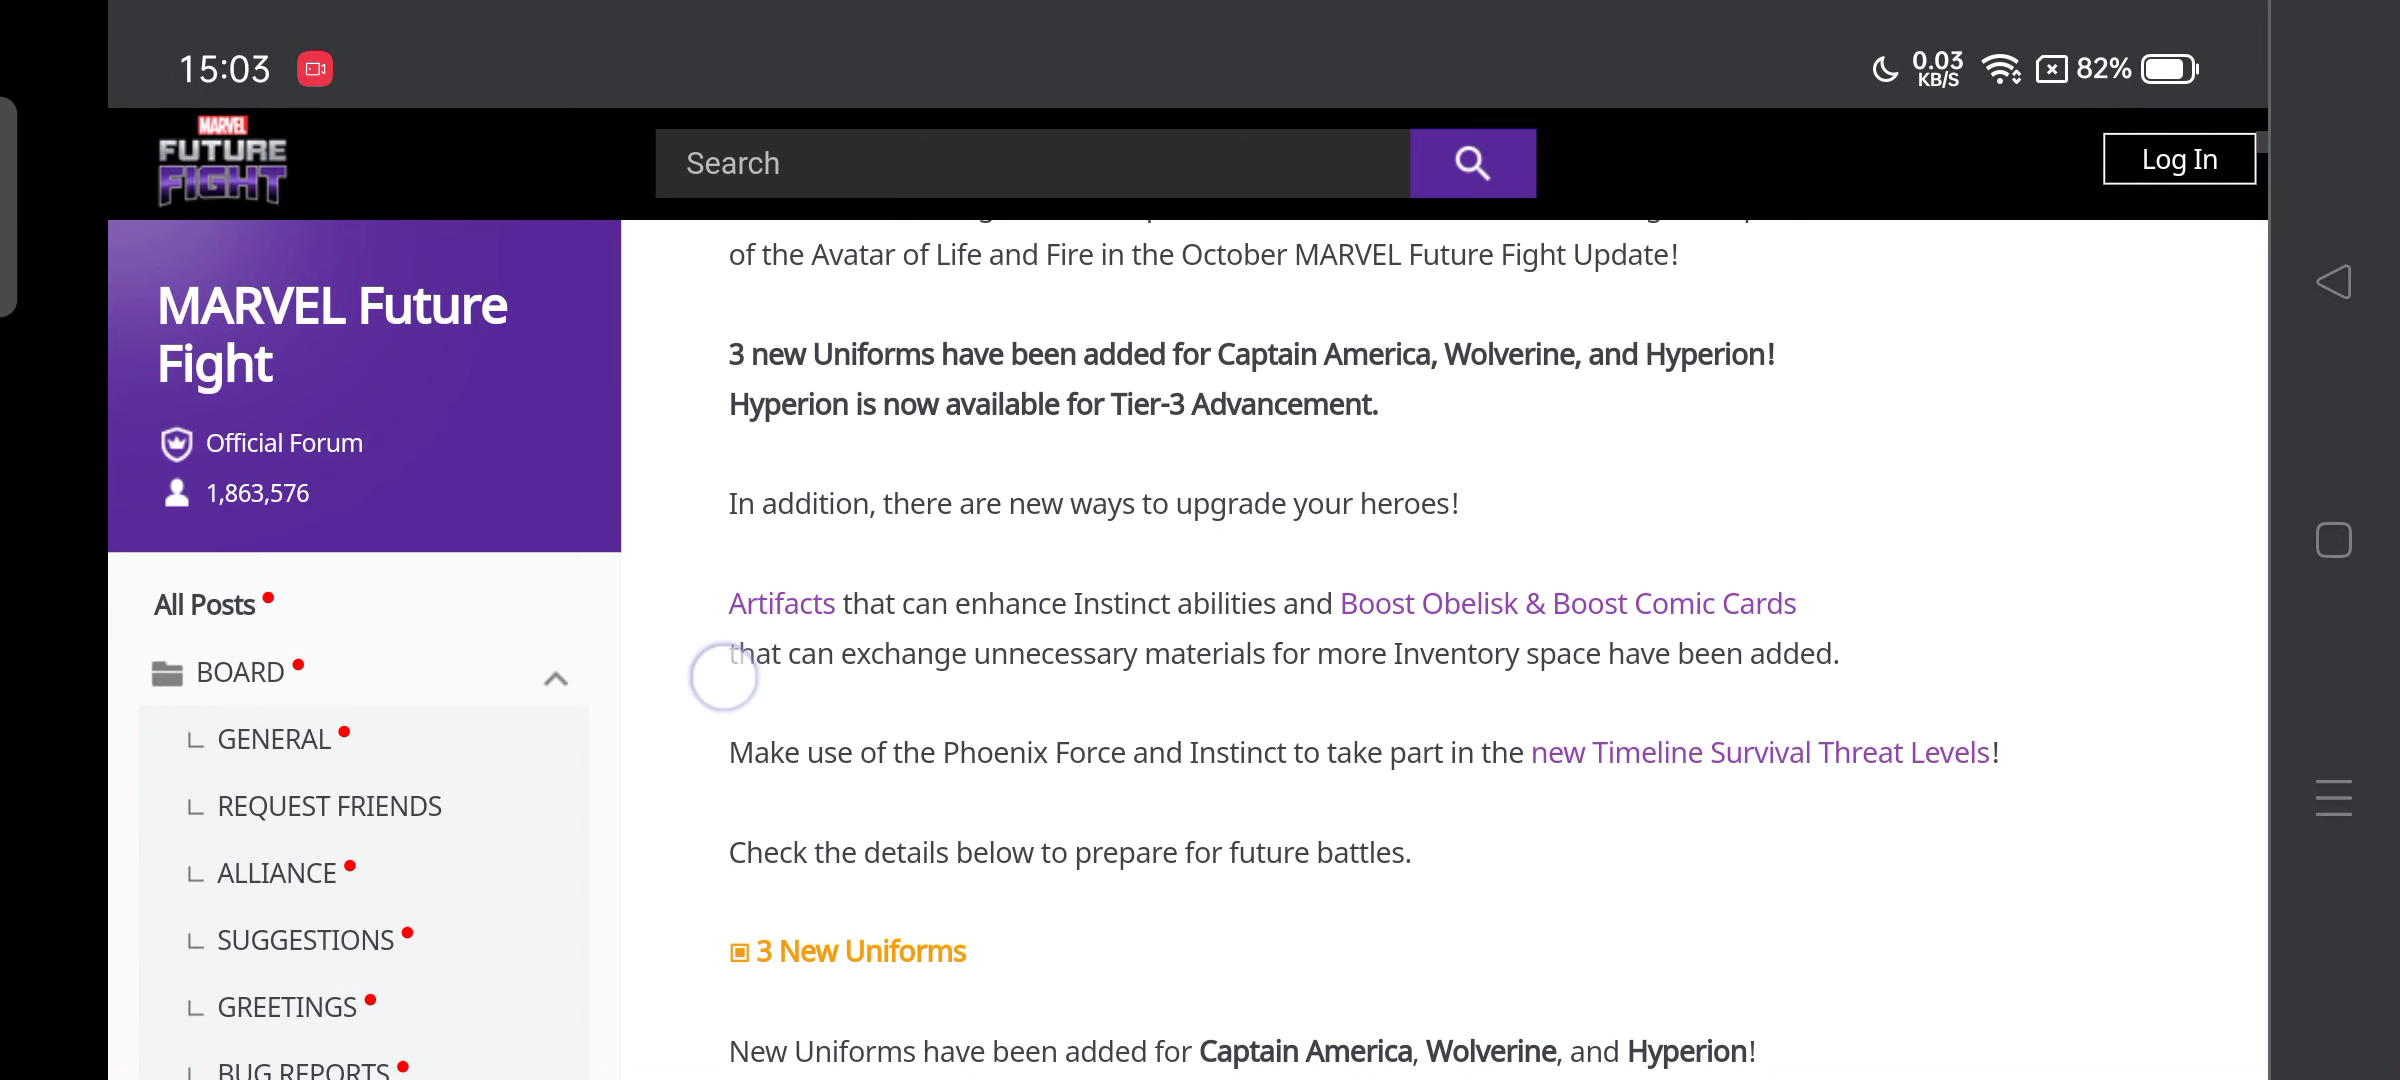 15:03
0.03
KB/S
82%
MARVEL
FUTURE
FIGHT
Search
Log In
MARVEL Future
Fight
Official Forum
1,863,576
All Posts
BOARD
GENERAL
REQUEST FRIENDS
ALLIANCE
SUGGESTIONS
GREETINGS
BUG REPORTS
of the Avatar of Life and Fire in the October MARVEL Future Fight Update!
3 new Uniforms have been added for Captain America, Wolverine, and Hyperion!
Hyperion is now available for Tier-3 Advancement.
In addition, there are new ways to upgrade your heroes!
Artifacts that can enhance Instinct abilities and Boost Obelisk & Boost Comic Cards
that can exchange unnecessary materials for more Inventory space have been added.
Make use of the Phoenix Force and Instinct to take part in the new Timeline Survival Threat Levels!
Check the details below to prepare for future battles.
▣ 3 New Uniforms
New Uniforms have been added for Captain America, Wolverine, and Hyperion!